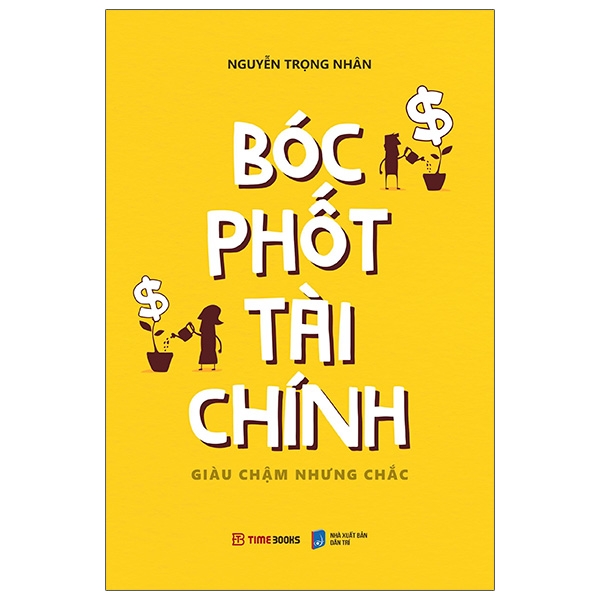 NGUYỄN TRỌNG NHÂN
BÓC
PHỐT
TÀI
CHÍNH
GIÀU CHẬM NHƯNG CHẮC
TIMEBOOKS
NHÀ XUẤT BẢN
DÂN TRÍ
$
$